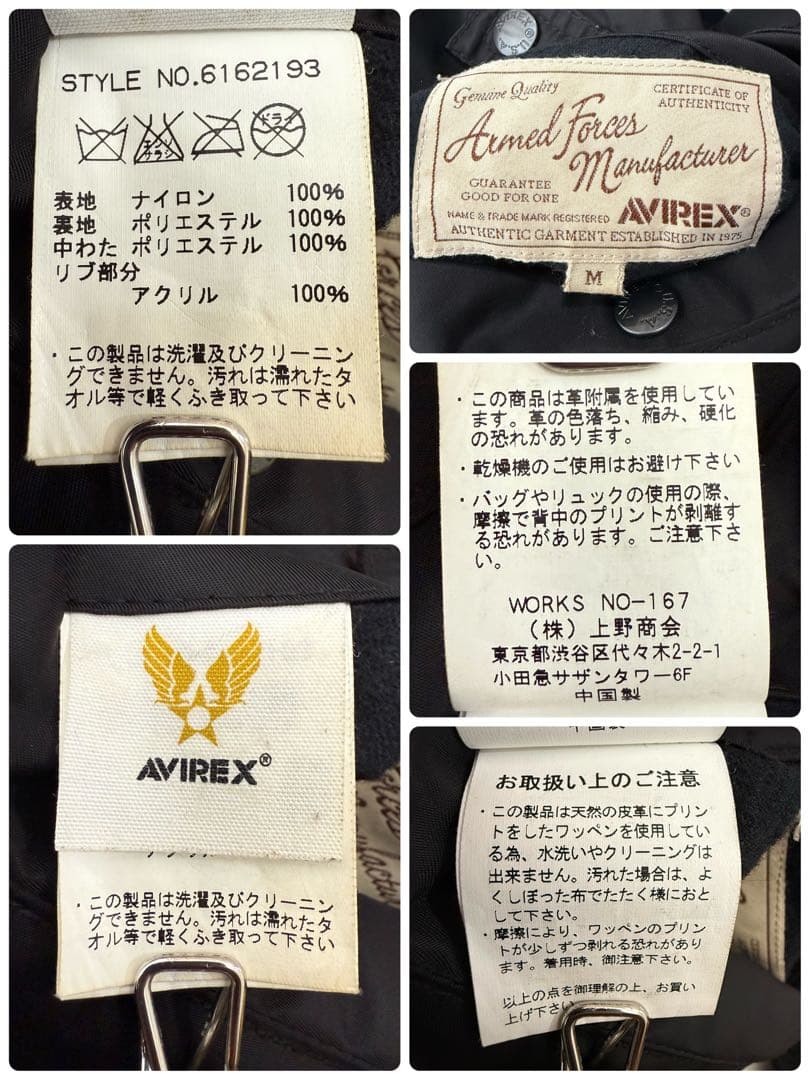 STYLE NO.6162193
エンソ
サラシ
ドライ
表地 ナイロン 100%
裏地 ポリエステル 100%
中わた ポリエステル 100%
リブ部分
アクリル 100%
・この製品は洗濯及びクリーニン
グできません。汚れは濡れたタ
オル等で軽くふき取って下さい
AVIREX U.S.A.
Genuine Quality
CERTIFICATE OF
AUTHENTICITY
Armed Forces
Manufacturer
GUARANTEE
GOOD FOR ONE
NAME & TRADE MARK REGISTERED AVIREX®
AUTHENTIC GARMENT ESTABLISHED IN 1975
M
・この商品は革附属を使用してい
ます。革の色落ち、縮み、硬化
の恐れがあります。
・乾燥機のご使用はお避け下さい
・バッグやリュックの使用の際、
摩擦で背中のプリントが剥離す
る恐れがあります。ご注意下さ
い。
WORKS NO-167
(株)上野商会
東京都渋谷区代々木2-2-1
小田急サザンタワー6F
中国製
AVIREX®
・この製品は洗濯及びクリーニン
グできません。汚れは濡れたタ
オル等で軽くふき取って下さい
中国製
お取扱い上のご注意
・この製品は天然の皮革にプリン
トをしたワッペンを使用してい
る為、水洗いやクリーニングは
出来ません。汚れた場合は、よ
くしぼった布でたたく様におと
して下さい。
・摩擦により、ワッペンのプリン
トが少しずつ剥れる恐れがあり
ます。着用時、御注意下さい。
以上の点を御理解の上、お買い
上げ下さい